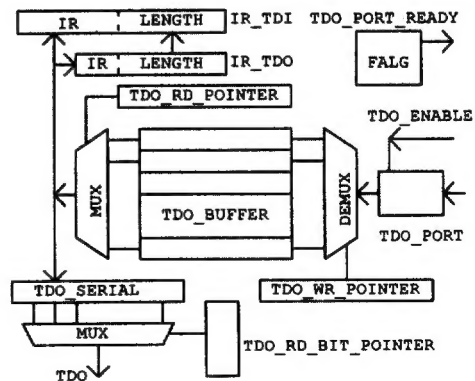 IR LENGTH IR_TDI TDO_PORT_READY
IR LENGTH IR_TDO FALG
TDO_RD_POINTER
TDO_ENABLE
MUX
TDO_BUFFER
DEMUX
TDO_PORT
TDO_SERIAL
TDO_WR_POINTER
MUX
TDO_RD_BIT_POINTER
TDO